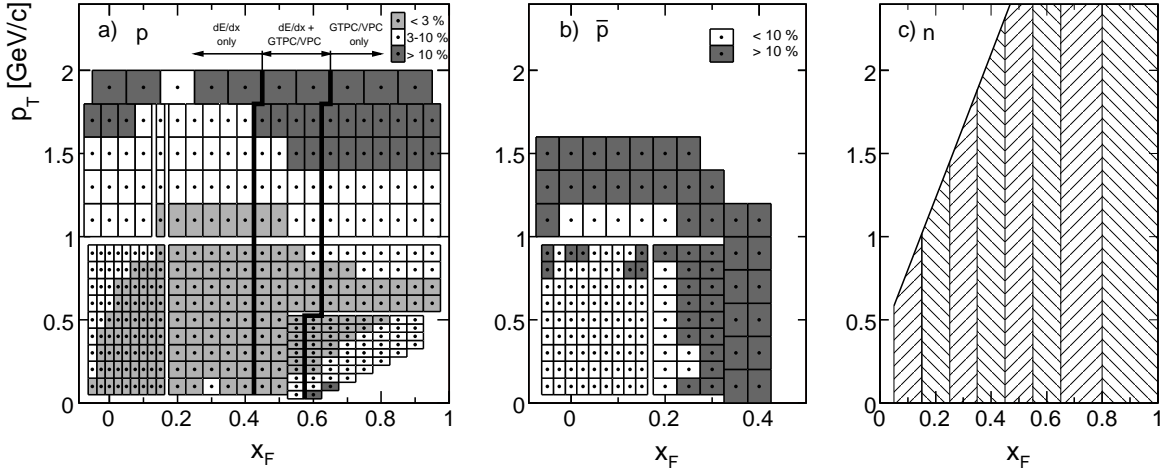 a) p
dE/dx
only
dE/dx +
GTPC/VPC
GTPC/VPC
only
< 3 %
3-10 %
> 10 %
p_T [GeV/c]
2
1.5
1
0.5
0
0 0.2 0.4 0.6 0.8 1
x_F
b) p̅
< 10 %
> 10 %
2
1.5
1
0.5
0
0 0.2 0.4
x_F
c) n
2
1.5
1
0.5
0
0 0.2 0.4 0.6 0.8 1
x_F